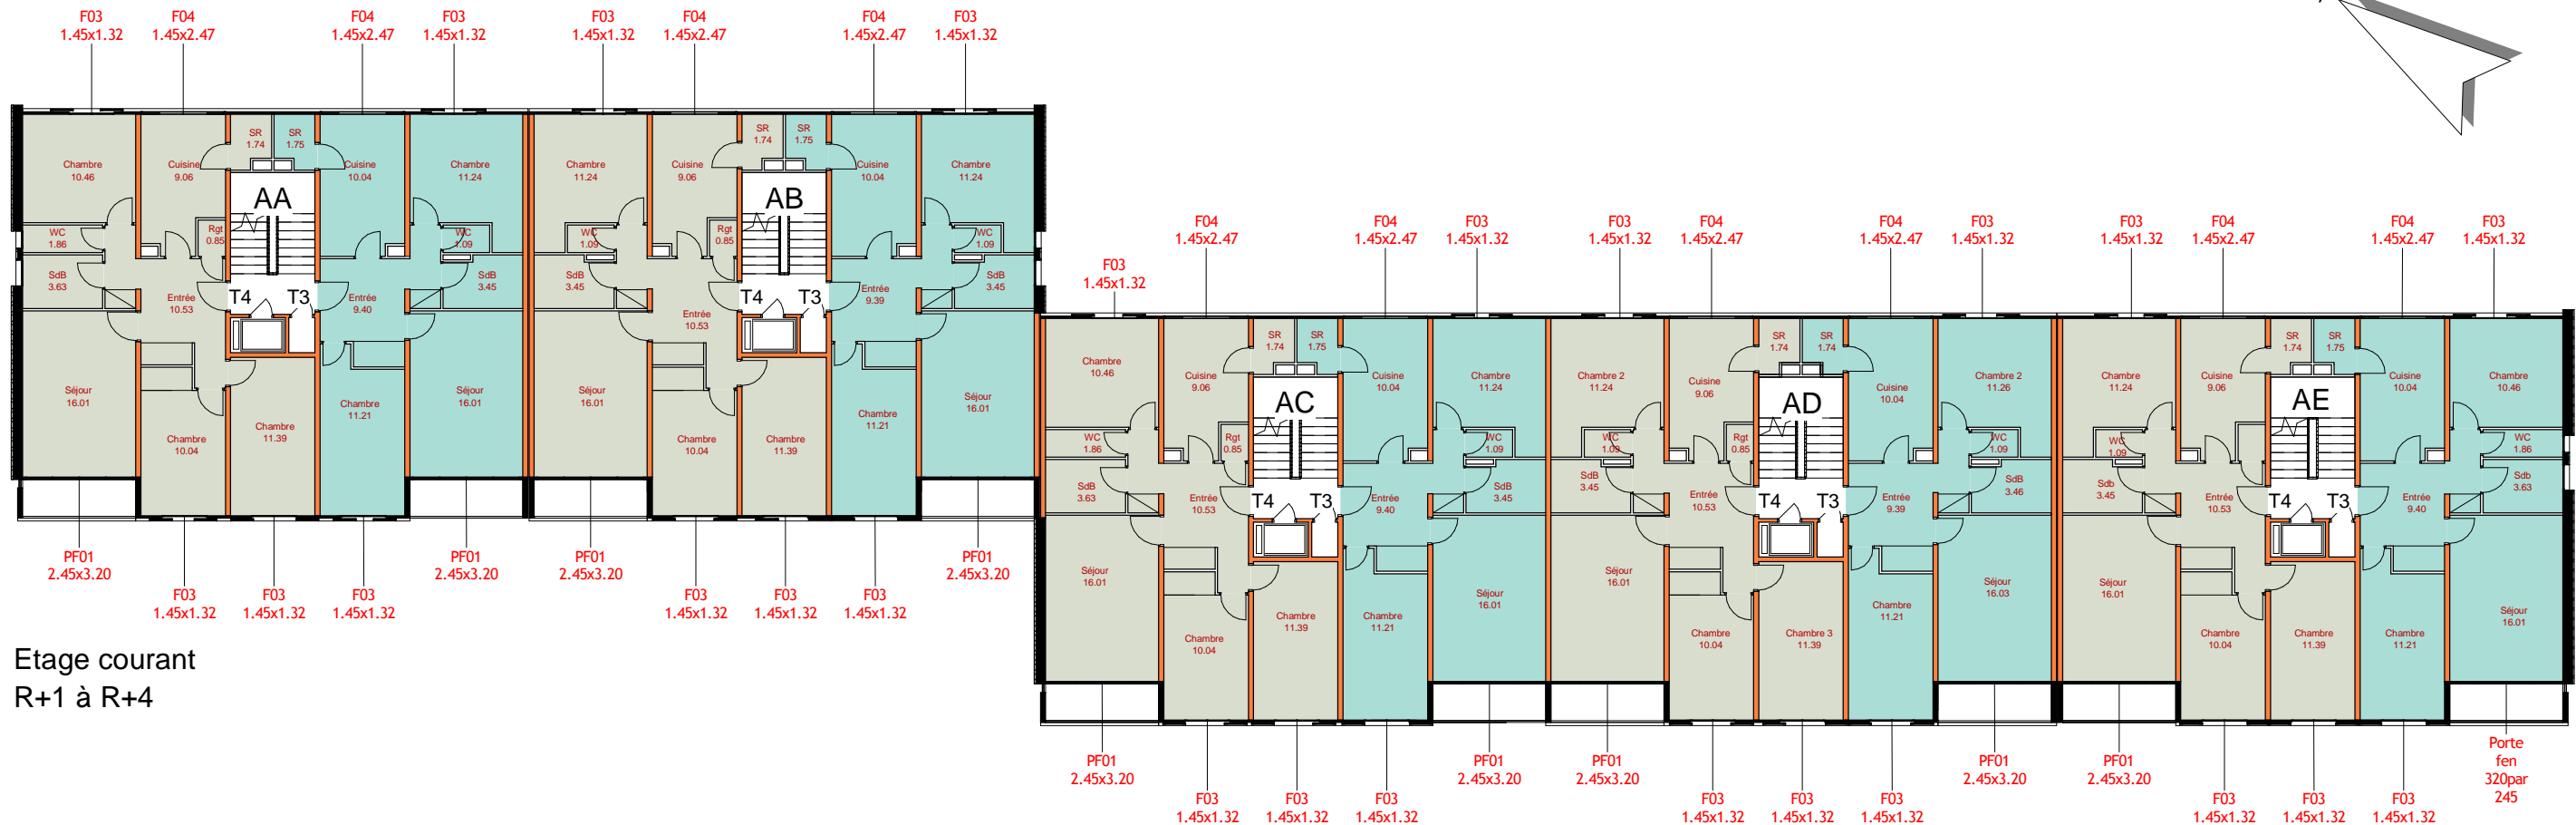 F03
1.45x1.32
F04
1.45x2.47
F04
1.45x2.47
F03
1.45x1.32
F03
1.45x1.32
F04
1.45x2.47
F04
1.45x2.47
F03
1.45x1.32
Chambre
10.46
Cuisine
9.06
SR
1.74
SR
1.75
Cuisine
10.04
Chambre
11.24
AA
WC
1.86
Rgt
0.85
WC
1.09
SdB
3.63
SdB
3.45
Entrée
10.53
T4
T3
Entrée
9.40
Séjour
16.01
Chambre
10.04
Chambre
11.39
Chambre
11.21
Séjour
16.01
Chambre
11.24
Cuisine
9.06
SR
1.74
SR
1.75
Cuisine
10.04
Chambre
11.24
AB
WC
1.09
Rgt
0.85
WC
1.09
SdB
3.45
SdB
3.45
Entrée
10.53
T4
T3
Entrée
9.39
Séjour
16.01
Chambre
10.04
Chambre
11.39
Chambre
11.21
Séjour
16.01
PF01
2.45x3.20
F03
1.45x1.32
F03
1.45x1.32
F03
1.45x1.32
PF01
2.45x3.20
PF01
2.45x3.20
F03
1.45x1.32
F03
1.45x1.32
F03
1.45x1.32
PF01
2.45x3.20
F03
1.45x1.32
F04
1.45x2.47
F04
1.45x2.47
F03
1.45x1.32
F03
1.45x1.32
F04
1.45x2.47
F04
1.45x2.47
F03
1.45x1.32
F03
1.45x1.32
F04
1.45x2.47
F04
1.45x2.47
F03
1.45x1.32
Chambre
10.46
Cuisine
9.06
SR
1.74
SR
1.75
Cuisine
10.04
Chambre
11.24
AC
WC
1.86
Rgt
0.85
WC
1.09
SdB
3.63
SdB
3.45
Entrée
10.53
T4
T3
Entrée
9.40
Séjour
16.01
Chambre
10.04
Chambre
11.39
Chambre
11.21
Séjour
16.01
Chambre 2
11.24
Cuisine
9.06
SR
1.74
SR
1.74
Cuisine
10.04
Chambre 2
11.26
AD
WC
1.09
Rgt
0.85
WC
1.09
SdB
3.45
SdB
3.46
Entrée
10.53
T4
T3
Entrée
9.39
Séjour
16.01
Chambre
10.04
Chambre 3
11.39
Chambre
11.21
Séjour
16.03
Chambre
11.24
Cuisine
9.06
SR
1.74
SR
1.75
Cuisine
10.04
Chambre
10.46
AE
WC
1.09
WC
1.86
Sdb
3.45
Sdb
3.63
Entrée
10.53
T4
T3
Entrée
9.40
Séjour
16.01
Chambre
10.04
Chambre
11.39
Chambre
11.21
Séjour
16.01
PF01
2.45x3.20
F03
1.45x1.32
F03
1.45x1.32
F03
1.45x1.32
PF01
2.45x3.20
PF01
2.45x3.20
F03
1.45x1.32
F03
1.45x1.32
F03
1.45x1.32
PF01
2.45x3.20
PF01
2.45x3.20
F03
1.45x1.32
F03
1.45x1.32
F03
1.45x1.32
Porte
fen
320par
245
Etage courant
R+1 à R+4